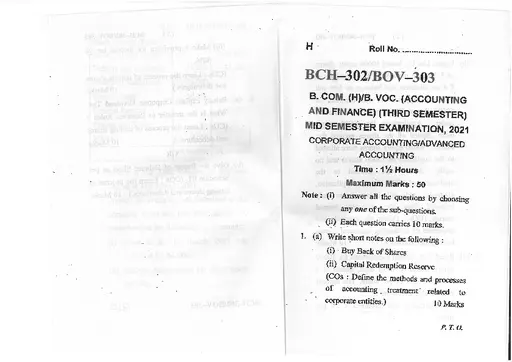 H
Roll No. ..............................
BCH–302/BOV–303
B. COM. (H)/B. VOC. (ACCOUNTING
AND FINANCE) (THIRD SEMESTER)
MID SEMESTER EXAMINATION, 2021
CORPORATE ACCOUNTING/ADVANCED
ACCOUNTING
Time : 1½ Hours
Maximum Marks : 50
Note : (i) Answer all the questions by choosing
any one of the sub-questions.
(ii) Each question carries 10 marks.
1. (a) Write short notes on the following :
(i) Buy Back of Shares
(ii) Capital Redemption Reserve
(COs : Define the methods and processes
of accounting treatment related to
corporate entities.) 10 Marks
P. T. O.